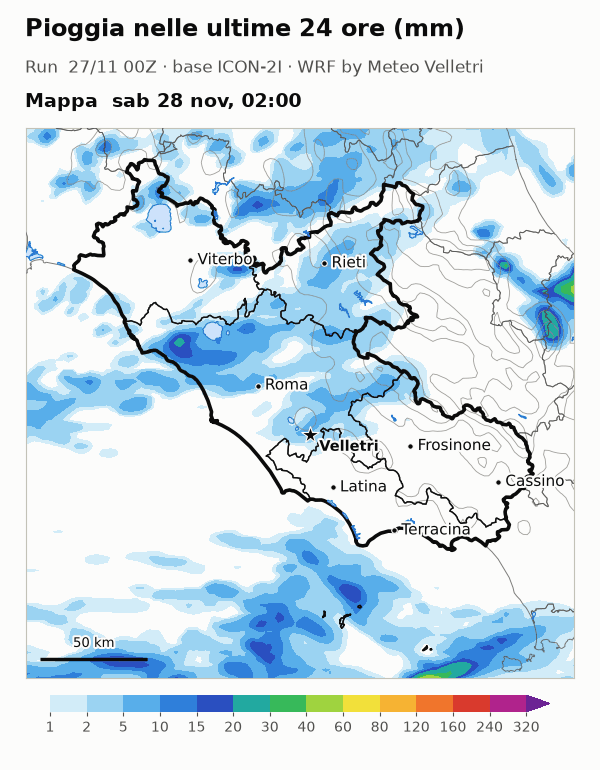 Pioggia nelle ultime 24 ore (mm)
Run 27/11 00Z · base ICON-2I · WRF by Meteo Velletri
Mappa sab 28 nov, 02:00
Viterbo
Rieti
Roma
Velletri
Frosinone
Cassino
Latina
Terracina
50 km
1 2 5 10 15 20 30 40 60 80 120 160 240 320